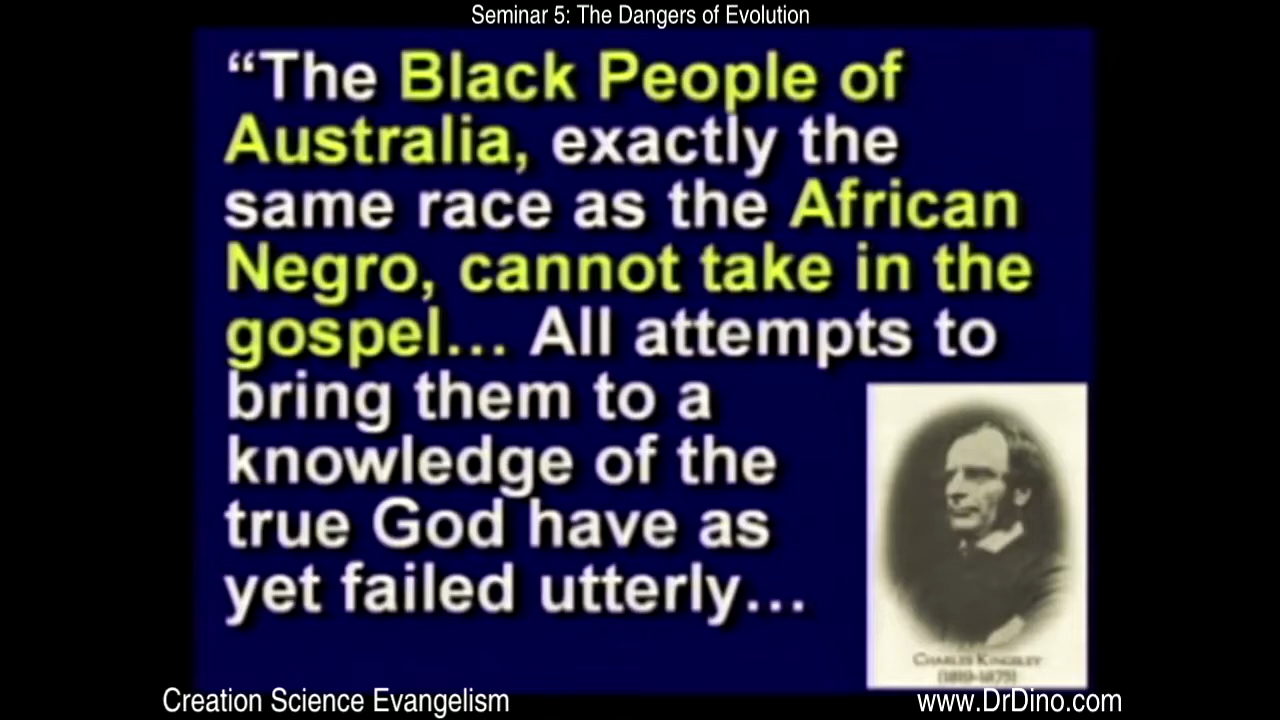 Seminar 5: The Dangers of Evolution
“The Black People of
Australia, exactly the
same race as the African
Negro, cannot take in the
gospel... All attempts to
bring them to a
knowledge of the
true God have as
yet failed utterly...
Charles Kingsley
(1819-1875)
Creation Science Evangelism
www.DrDino.com